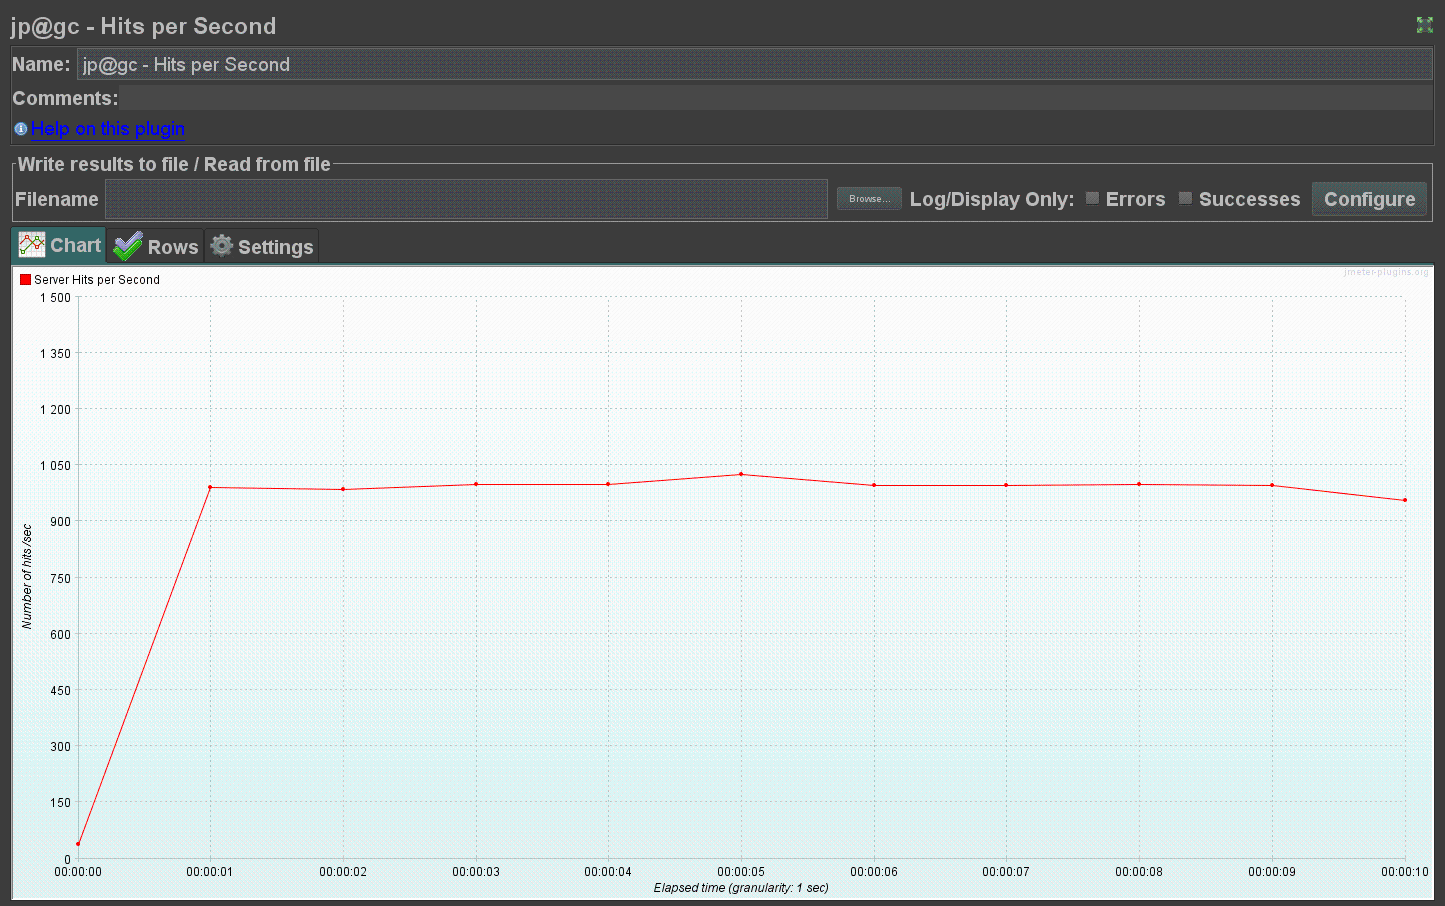 jp@gc - Hits per Second
Name: jp@gc - Hits per Second
Comments:
Help on this plugin
Write results to file / Read from file
Filename Browse... Log/Display Only: Errors Successes Configure
Chart Rows Settings
jmeter-plugins.org
Server Hits per Second
1 500
1 350
1 200
1 050
900
750
600
450
300
150
0
Number of hits /sec
00:00:00 00:00:01 00:00:02 00:00:03 00:00:04 00:00:05 00:00:06 00:00:07 00:00:08 00:00:09 00:00:10
Elapsed time (granularity: 1 sec)